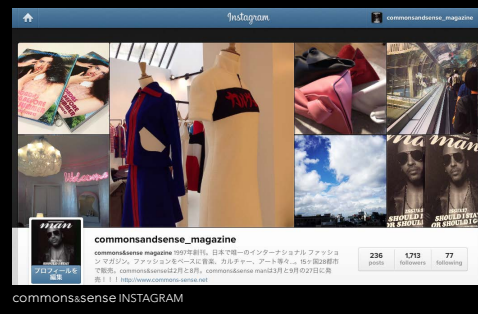 Instagram
commonsandsense_magazine
Welcome
man
man
SHOULD I
OR SHOULD I
SHOULD I STAY
OR SHOULD I GO
man
プロフィールを
編集
commonsandsense_magazine
commons&sense magazine 1997年創刊。日本で唯一のインターナショナル ファッショ
ン マガジン。ファッションをベースに音楽、カルチャー、アート等々...。15ヶ国28都市
で販売。commons&senseは2月と8月。commons&sense manは3月と9月の27日に発
売！！！ http://www.commons-sense.net
236
posts
1,713
followers
77
following
commons&sense INSTAGRAM